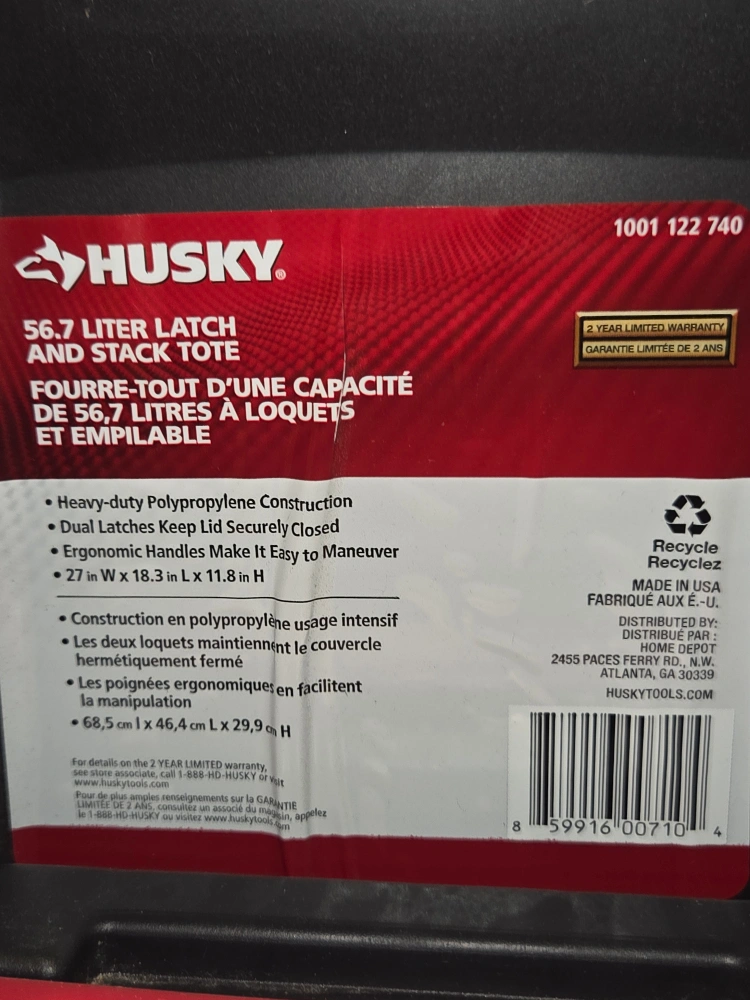 HUSKY®
1001 122 740
56.7 LITER LATCH
AND STACK TOTE
2 YEAR LIMITED WARRANTY
GARANTIE LIMITÉE DE 2 ANS
FOURRE-TOUT D'UNE CAPACITÉ
DE 56,7 LITRES À LOQUETS
ET EMPILABLE
• Heavy-duty Polypropylene Construction
• Dual Latches Keep Lid Securely Closed
• Ergonomic Handles Make It Easy to Maneuver
• 27 in W x 18.3 in L x 11.8 in H
• Construction en polypropylène usage intensif
• Les deux loquets maintiennent le couvercle
hermétiquement fermé
• Les poignées ergonomiques en facilitent
la manipulation
• 68,5 cm l x 46,4 cm L x 29,9 cm H
For details on the 2 YEAR LIMITED warranty,
see store associate, call 1-888-HD-HUSKY or visit
www.huskytools.com
Pour de plus amples renseignements sur la GARANTIE
LIMITÉE DE 2 ANS, consultez un associé du magasin, appelez
le 1-888-HD-HUSKY ou visitez www.huskytools.com
Recycle
Recyclez
MADE IN USA
FABRIQUÉ AUX É.-U.
DISTRIBUTED BY:
DISTRIBUÉ PAR :
HOME DEPOT
2455 PACES FERRY RD., N.W.
ATLANTA, GA 30339
HUSKYTOOLS.COM
8 59916 00710 4